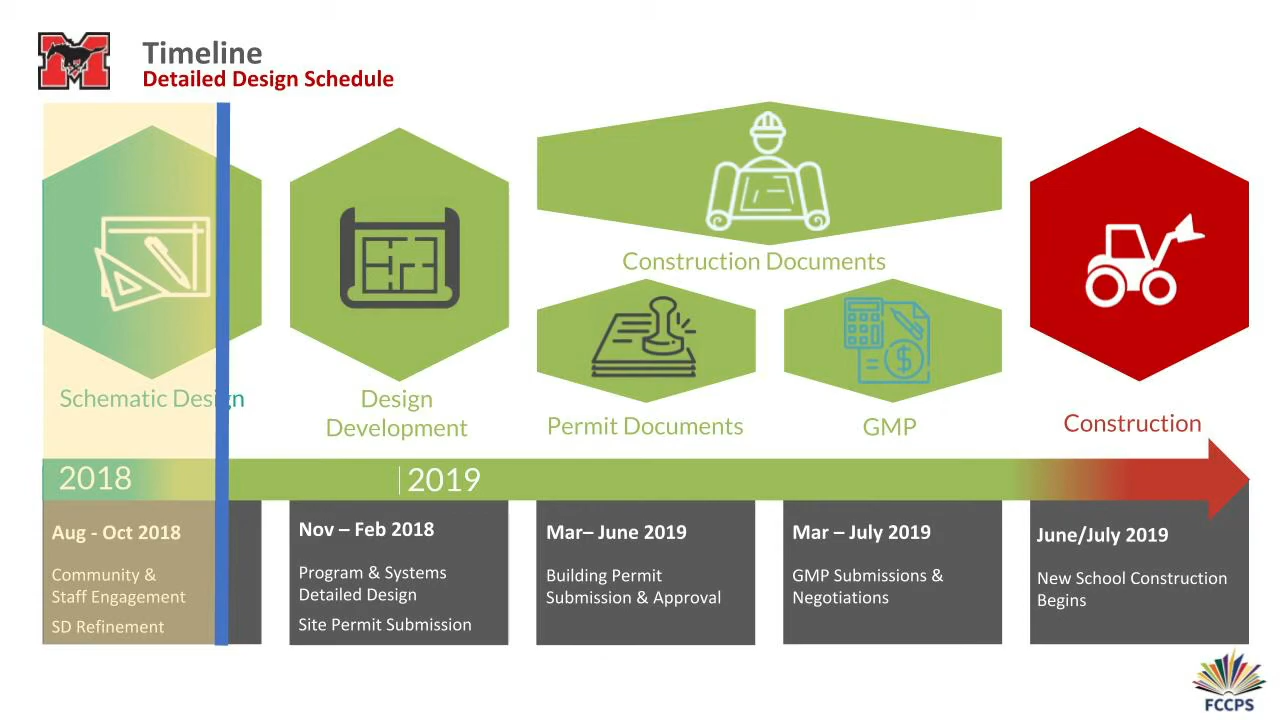 M
Timeline
Detailed Design Schedule
Schematic Design
Design
Development
Construction Documents
Permit Documents
GMP
Construction
2018
2019
Aug - Oct 2018
Community &
Staff Engagement
SD Refinement
Nov – Feb 2018
Program & Systems
Detailed Design
Site Permit Submission
Mar– June 2019
Building Permit
Submission & Approval
Mar – July 2019
GMP Submissions &
Negotiations
June/July 2019
New School Construction
Begins
$
FCCPS